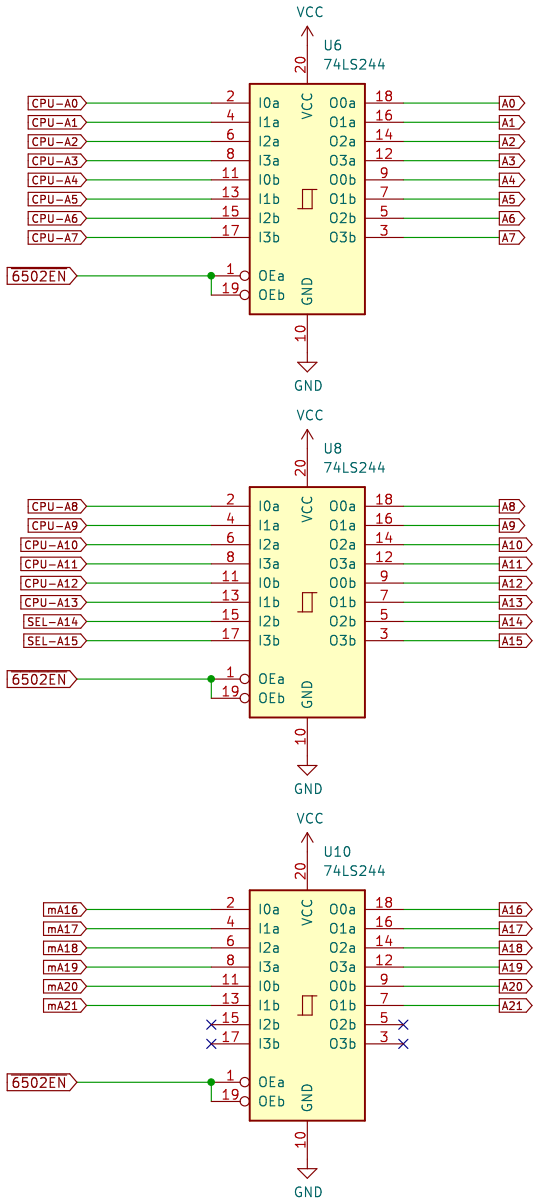 VCC
U6
74LS244
20
CPU-A0 2 I0a VCC O0a 18 A0
CPU-A1 4 I1a O1a 16 A1
CPU-A2 6 I2a O2a 14 A2
CPU-A3 8 I3a O3a 12 A3
CPU-A4 11 I0b O0b 9 A4
CPU-A5 13 I1b O1b 7 A5
CPU-A6 15 I2b O2b 5 A6
CPU-A7 17 I3b O3b 3 A7
6502EN 1 OEa
19 OEb GND
10
GND
VCC
U8
74LS244
20
CPU-A8 2 I0a VCC O0a 18 A8
CPU-A9 4 I1a O1a 16 A9
CPU-A10 6 I2a O2a 14 A10
CPU-A11 8 I3a O3a 12 A11
CPU-A12 11 I0b O0b 9 A12
CPU-A13 13 I1b O1b 7 A13
SEL-A14 15 I2b O2b 5 A14
SEL-A15 17 I3b O3b 3 A15
6502EN 1 OEa
19 OEb GND
10
GND
VCC
U10
74LS244
20
mA16 2 I0a VCC O0a 18 A16
mA17 4 I1a O1a 16 A17
mA18 6 I2a O2a 14 A18
mA19 8 I3a O3a 12 A19
mA20 11 I0b O0b 9 A20
mA21 13 I1b O1b 7 A21
15 I2b O2b 5
17 I3b O3b 3
6502EN 1 OEa
19 OEb GND
10
GND